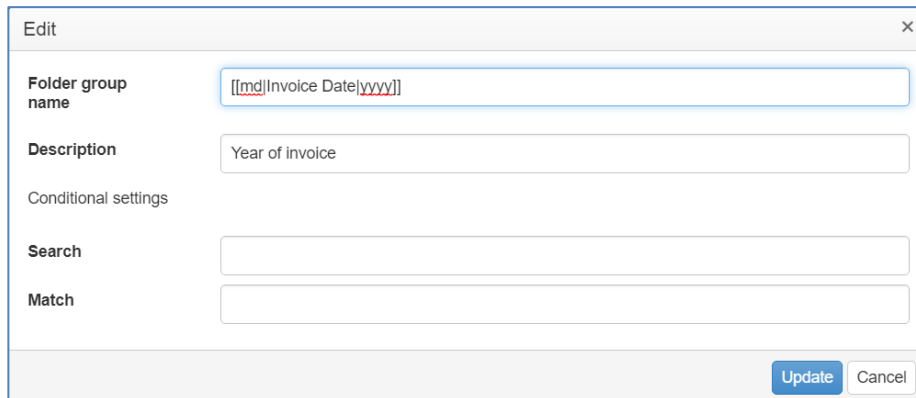 Edit ×
Folder group
name
[[md|Invoice Date|yyyy]]
Description
Year of invoice
Conditional settings
Search
Match
Update Cancel